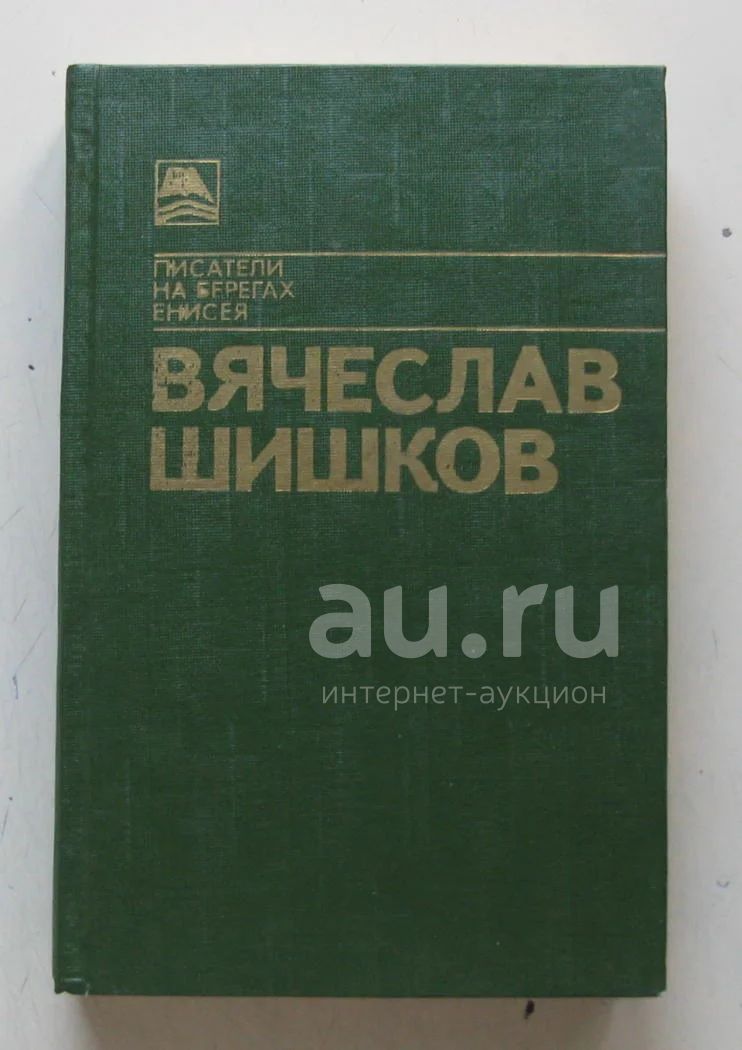 ПИСАТЕЛИ
НА БЕРЕГАХ
ЕНИСЕЯ
ВЯЧЕСЛАВ
ШИШКОВ
au.ru
интернет-аукцион